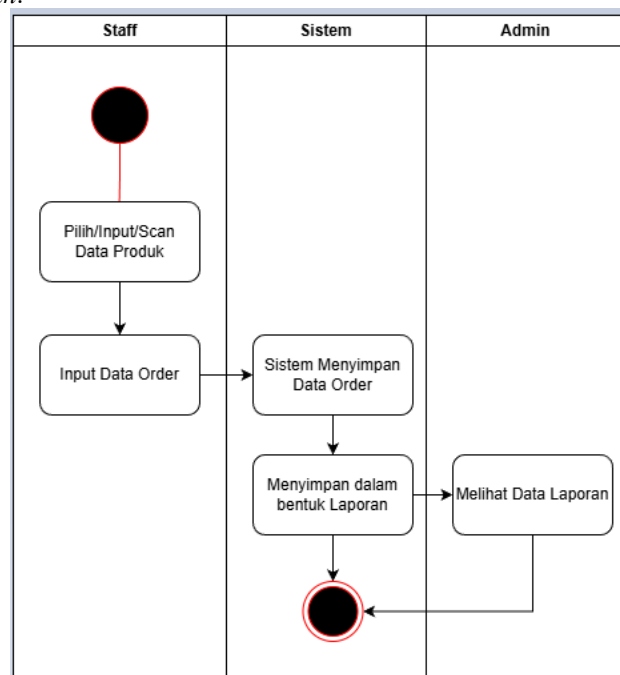 Staff
Sistem
Admin
Pilih/Input/Scan
Data Produk
Input Data Order
Sistem Menyimpan
Data Order
Menyimpan dalam
bentuk Laporan
Melihat Data Laporan